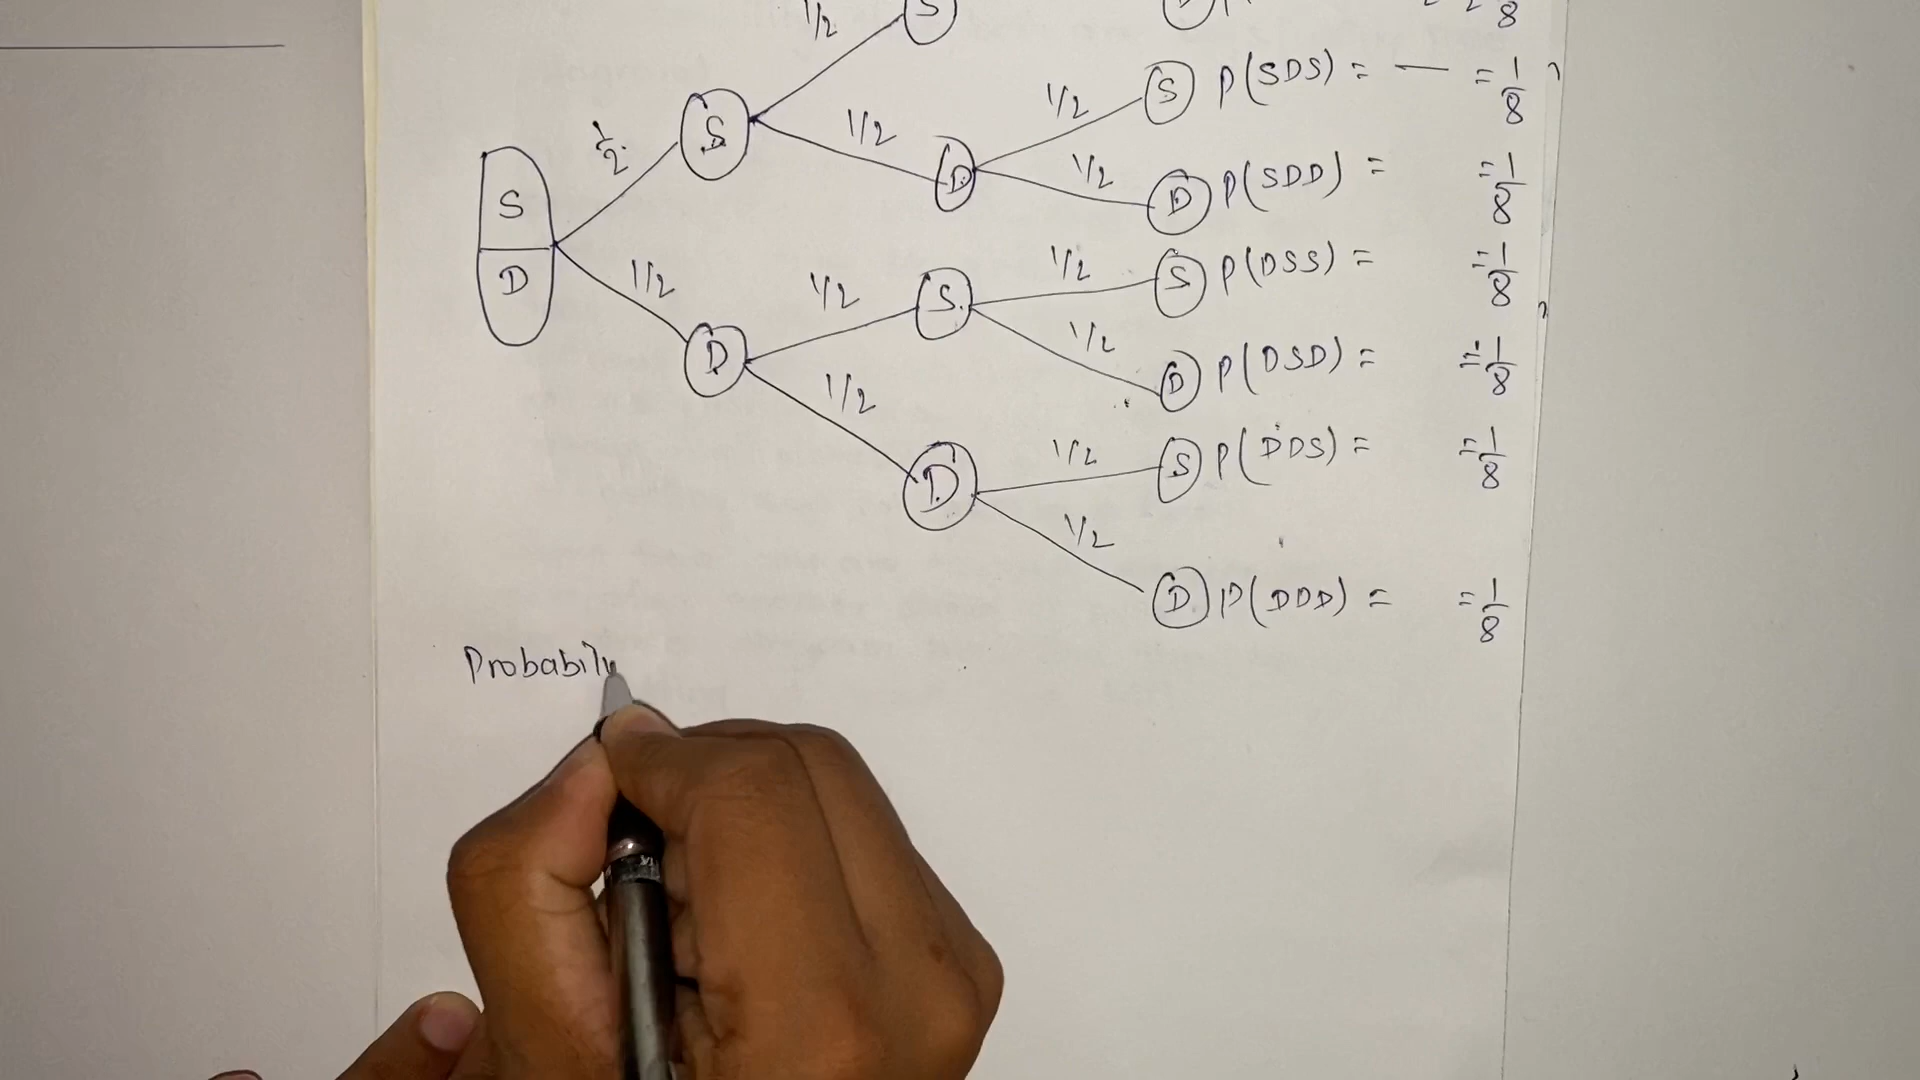 1/2 S
1/8
1/2 S P(SDS) = — = 1/8
1/2 S 1/2 D 1/2 D P(SDD) = = 1/8
S
D
1/2 D 1/2 S 1/2 S P(DSS) = = 1/8
1/2 D P(DSD) = = 1/8
1/2 D 1/2 S P(DDS) = = 1/8
1/2 D P(DDD) = = 1/8
Probabili